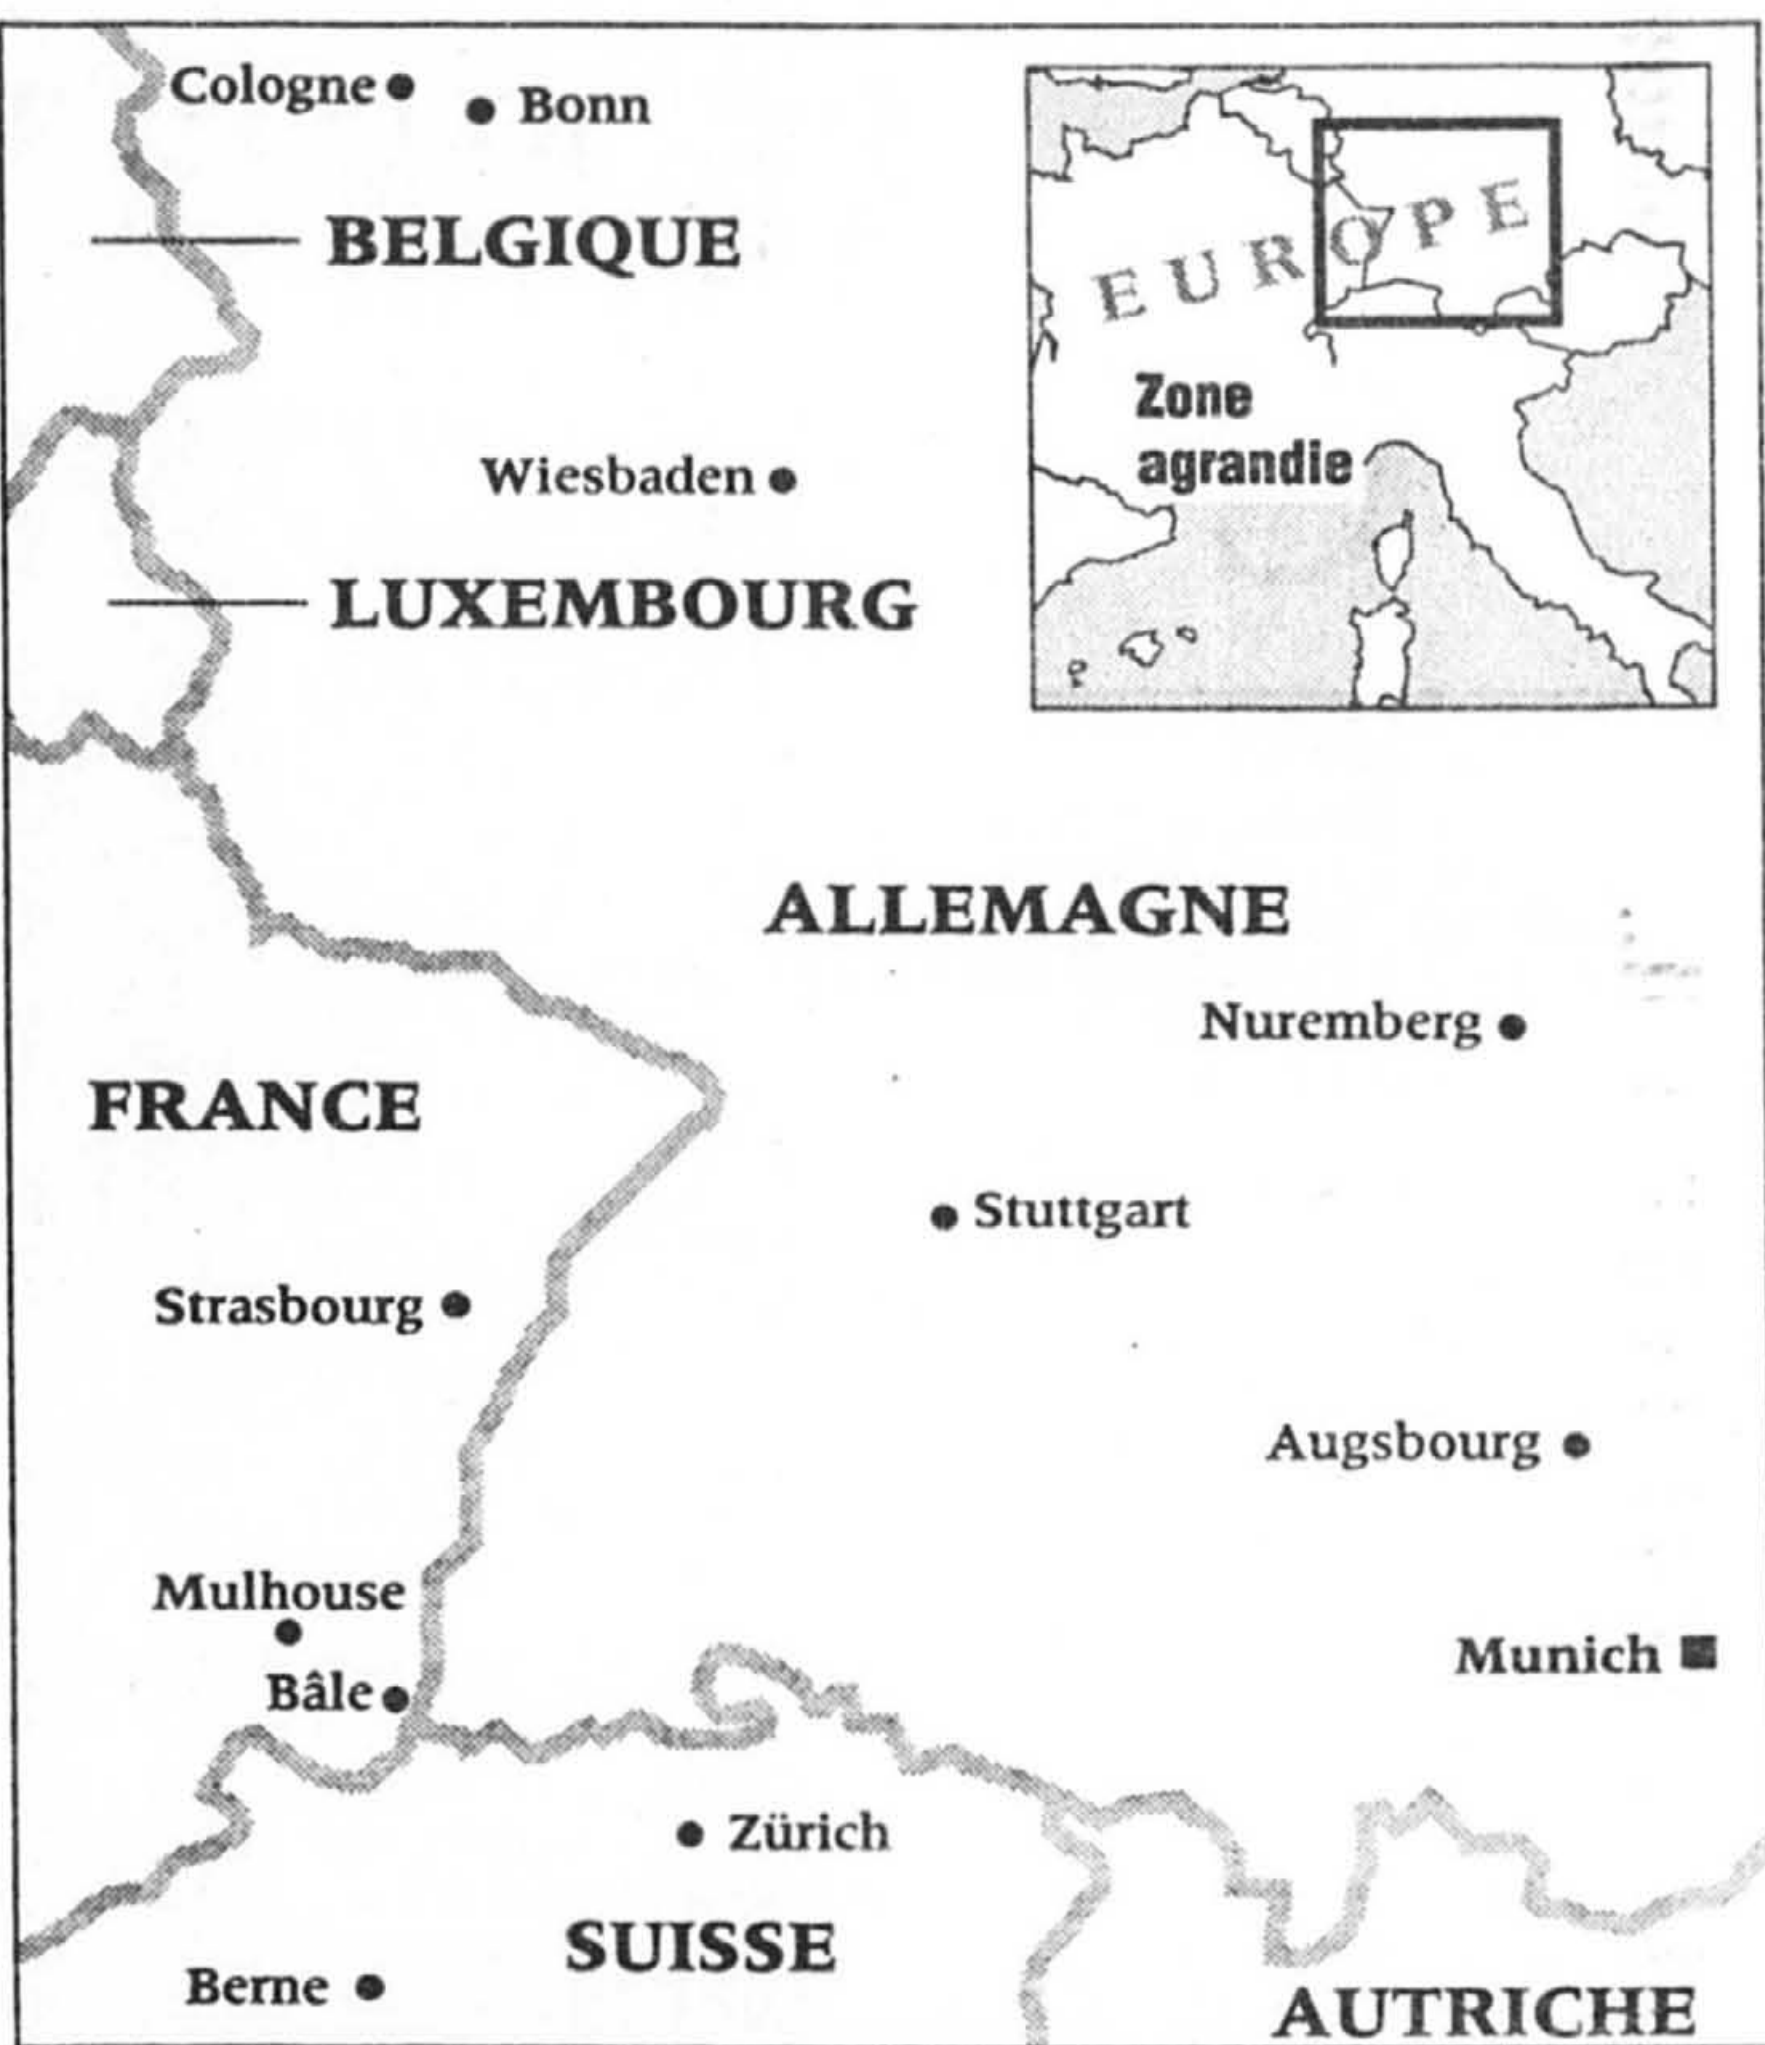 Cologne
Bonn
BELGIQUE
EUROPE
Zone
agrandie
Wiesbaden
LUXEMBOURG
ALLEMAGNE
Nuremberg
FRANCE
Stuttgart
Strasbourg
Augsbourg
Mulhouse
Munich
Bâle
Zürich
SUISSE
Berne
AUTRICHE